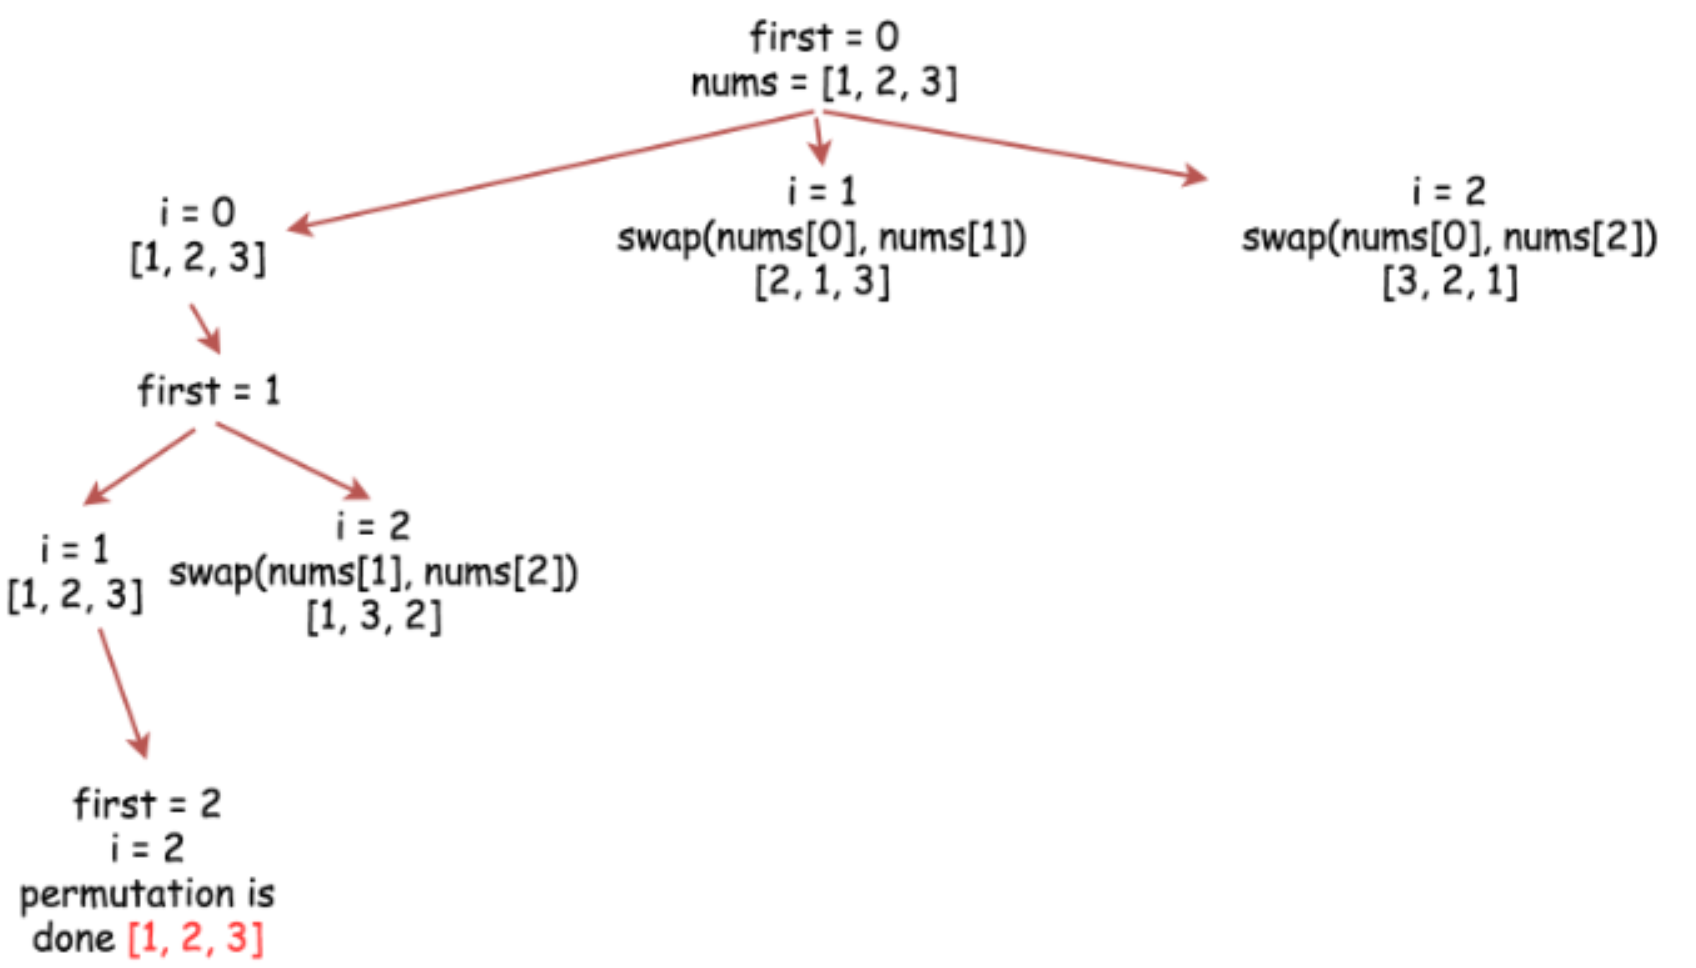 first = 0
nums = [1, 2, 3]
i = 0
[1, 2, 3]
i = 1
swap(nums[0], nums[1])
[2, 1, 3]
i = 2
swap(nums[0], nums[2])
[3, 2, 1]
first = 1
i = 1
[1, 2, 3]
i = 2
swap(nums[1], nums[2])
[1, 3, 2]
first = 2
i = 2
permutation is
done [1, 2, 3]